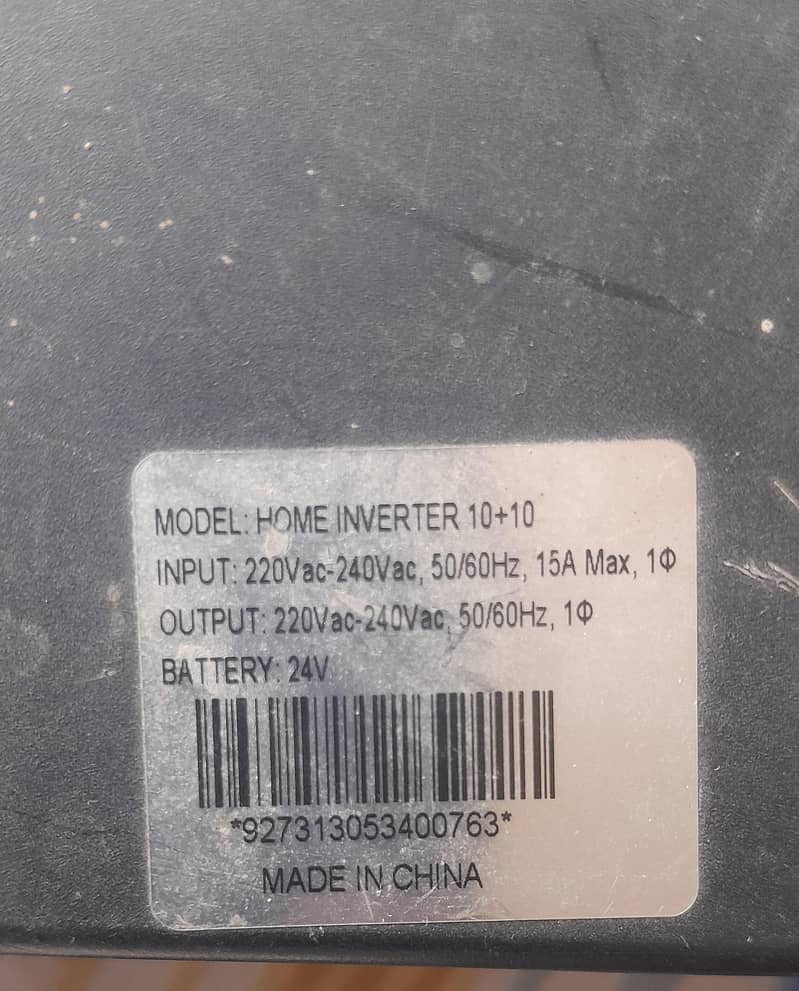 MODEL: HOME INVERTER 10+10
INPUT: 220Vac-240Vac, 50/60Hz, 15A Max, 1Φ
OUTPUT: 220Vac-240Vac, 50/60Hz, 1Φ
BATTERY: 24V
*927313053400763*
MADE IN CHINA